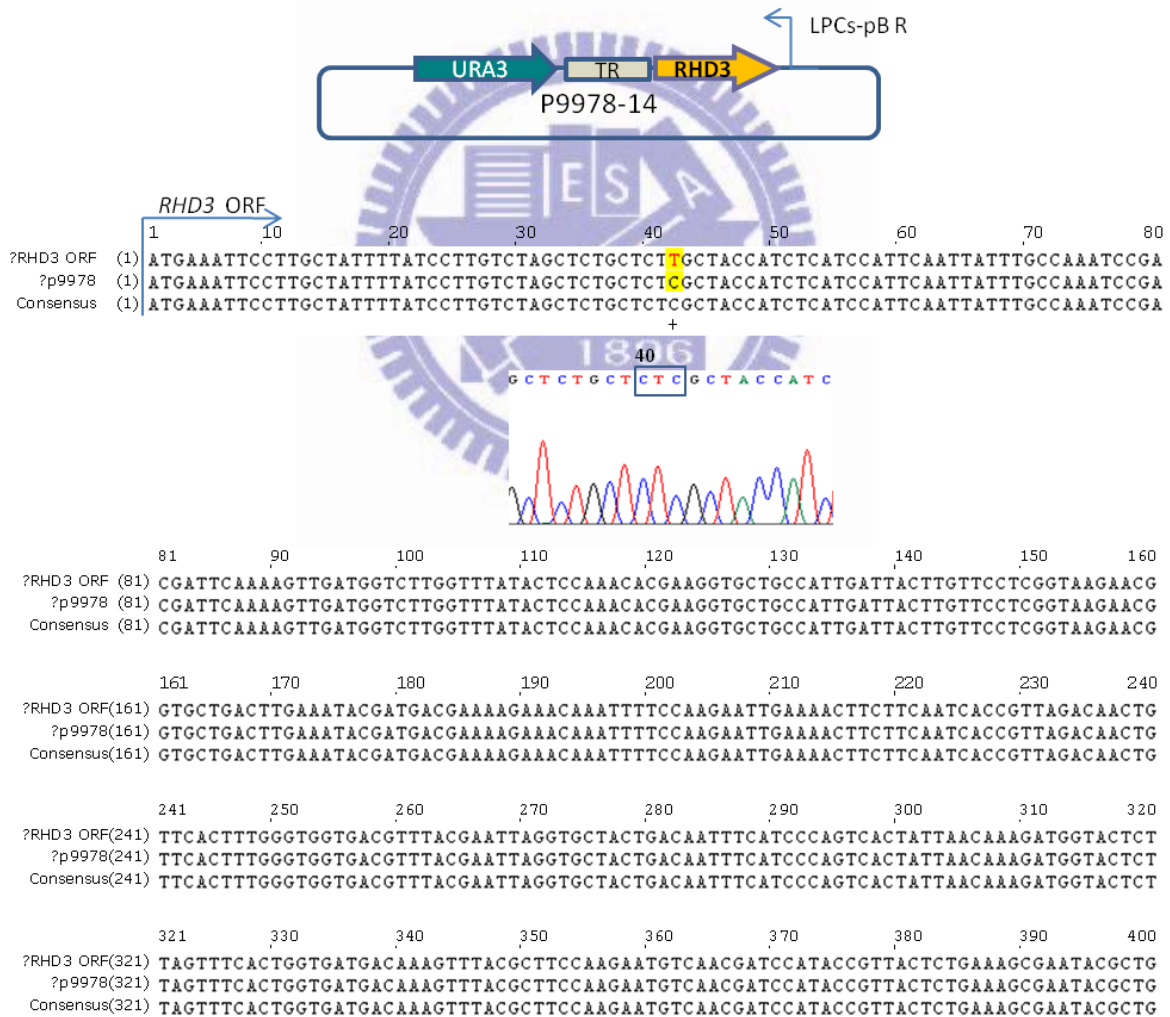 LPCs-pB R
URA3 TR RHD3
P9978-14
ESA
RHD3 ORF
1 10 20 30 40 50 60 70 80
?RHD3 ORF (1) ATGAAATTCCTTGCTATTTTATCCTTGTCTAGCTCTGCTCTTGCTACCATCTCATCCATTCAATTATTTGCCAAATCCGA
?p9978 (1) ATGAAATTCCTTGCTATTTTATCCTTGTCTAGCTCTGCTCTCGCTACCATCTCATCCATTCAATTATTTGCCAAATCCGA
Consensus (1) ATGAAATTCCTTGCTATTTTATCCTTGTCTAGCTCTGCTCTCGCTACCATCTCATCCATTCAATTATTTGCCAAATCCGA
+
1896
40
GCTCTGCTCTCGCTACCATC
81 90 100 110 120 130 140 150 160
?RHD3 ORF (81) CGATTCAAAAGTTGATGGTCTTGGTTTATACTCCAAACACGAAGGTGCTGCCATTGATTACTTGTTCCTCGGTAAGAACG
?p9978 (81) CGATTCAAAAGTTGATGGTCTTGGTTTATACTCCAAACACGAAGGTGCTGCCATTGATTACTTGTTCCTCGGTAAGAACG
Consensus (81) CGATTCAAAAGTTGATGGTCTTGGTTTATACTCCAAACACGAAGGTGCTGCCATTGATTACTTGTTCCTCGGTAAGAACG
161 170 180 190 200 210 220 230 240
?RHD3 ORF(161) GTGCTGACTTGAAATACGATGACGAAAAGAAACAAATTTTCCAAGAATTGAAAACTTCTTCAATCACCGTTAGACAACTG
?p9978(161) GTGCTGACTTGAAATACGATGACGAAAAGAAACAAATTTTCCAAGAATTGAAAACTTCTTCAATCACCGTTAGACAACTG
Consensus(161) GTGCTGACTTGAAATACGATGACGAAAAGAAACAAATTTTCCAAGAATTGAAAACTTCTTCAATCACCGTTAGACAACTG
241 250 260 270 280 290 300 310 320
?RHD3 ORF(241) TTCACTTTGGGTGGTGACGTTTACGAATTAGGTGCTACTGACAATTTCATCCCAGTCACTATTAACAAAGATGGTACTCT
?p9978(241) TTCACTTTGGGTGGTGACGTTTACGAATTAGGTGCTACTGACAATTTCATCCCAGTCACTATTAACAAAGATGGTACTCT
Consensus(241) TTCACTTTGGGTGGTGACGTTTACGAATTAGGTGCTACTGACAATTTCATCCCAGTCACTATTAACAAAGATGGTACTCT
321 330 340 350 360 370 380 390 400
?RHD3 ORF(321) TAGTTTCACTGGTGATGACAAAGTTTACGCTTCCAAGAATGTCAACGATCCATACCGTTACTCTGAAAGCGAATACGCTG
?p9978(321) TAGTTTCACTGGTGATGACAAAGTTTACGCTTCCAAGAATGTCAACGATCCATACCGTTACTCTGAAAGCGAATACGCTG
Consensus(321) TAGTTTCACTGGTGATGACAAAGTTTACGCTTCCAAGAATGTCAACGATCCATACCGTTACTCTGAAAGCGAATACGCTG